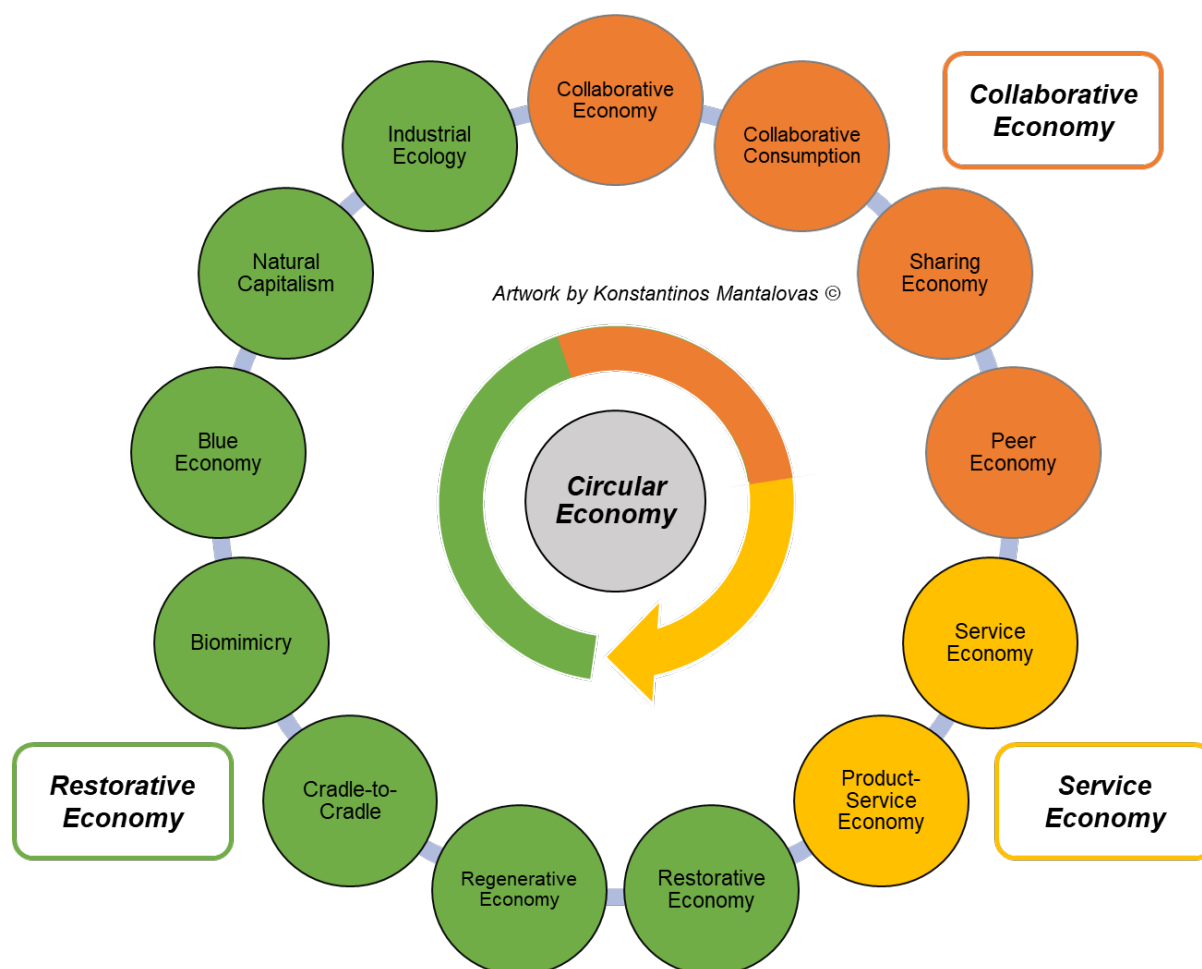 Collaborative
Economy
Collaborative
Consumption
Sharing
Economy
Peer
Economy
Service
Economy
Product-
Service
Economy
Restorative
Economy
Regenerative
Economy
Cradle-to-
Cradle
Biomimicry
Blue
Economy
Natural
Capitalism
Industrial
Ecology
Collaborative
Economy
Artwork by Konstantinos Mantalovas ©
Circular
Economy
Restorative
Economy
Service
Economy